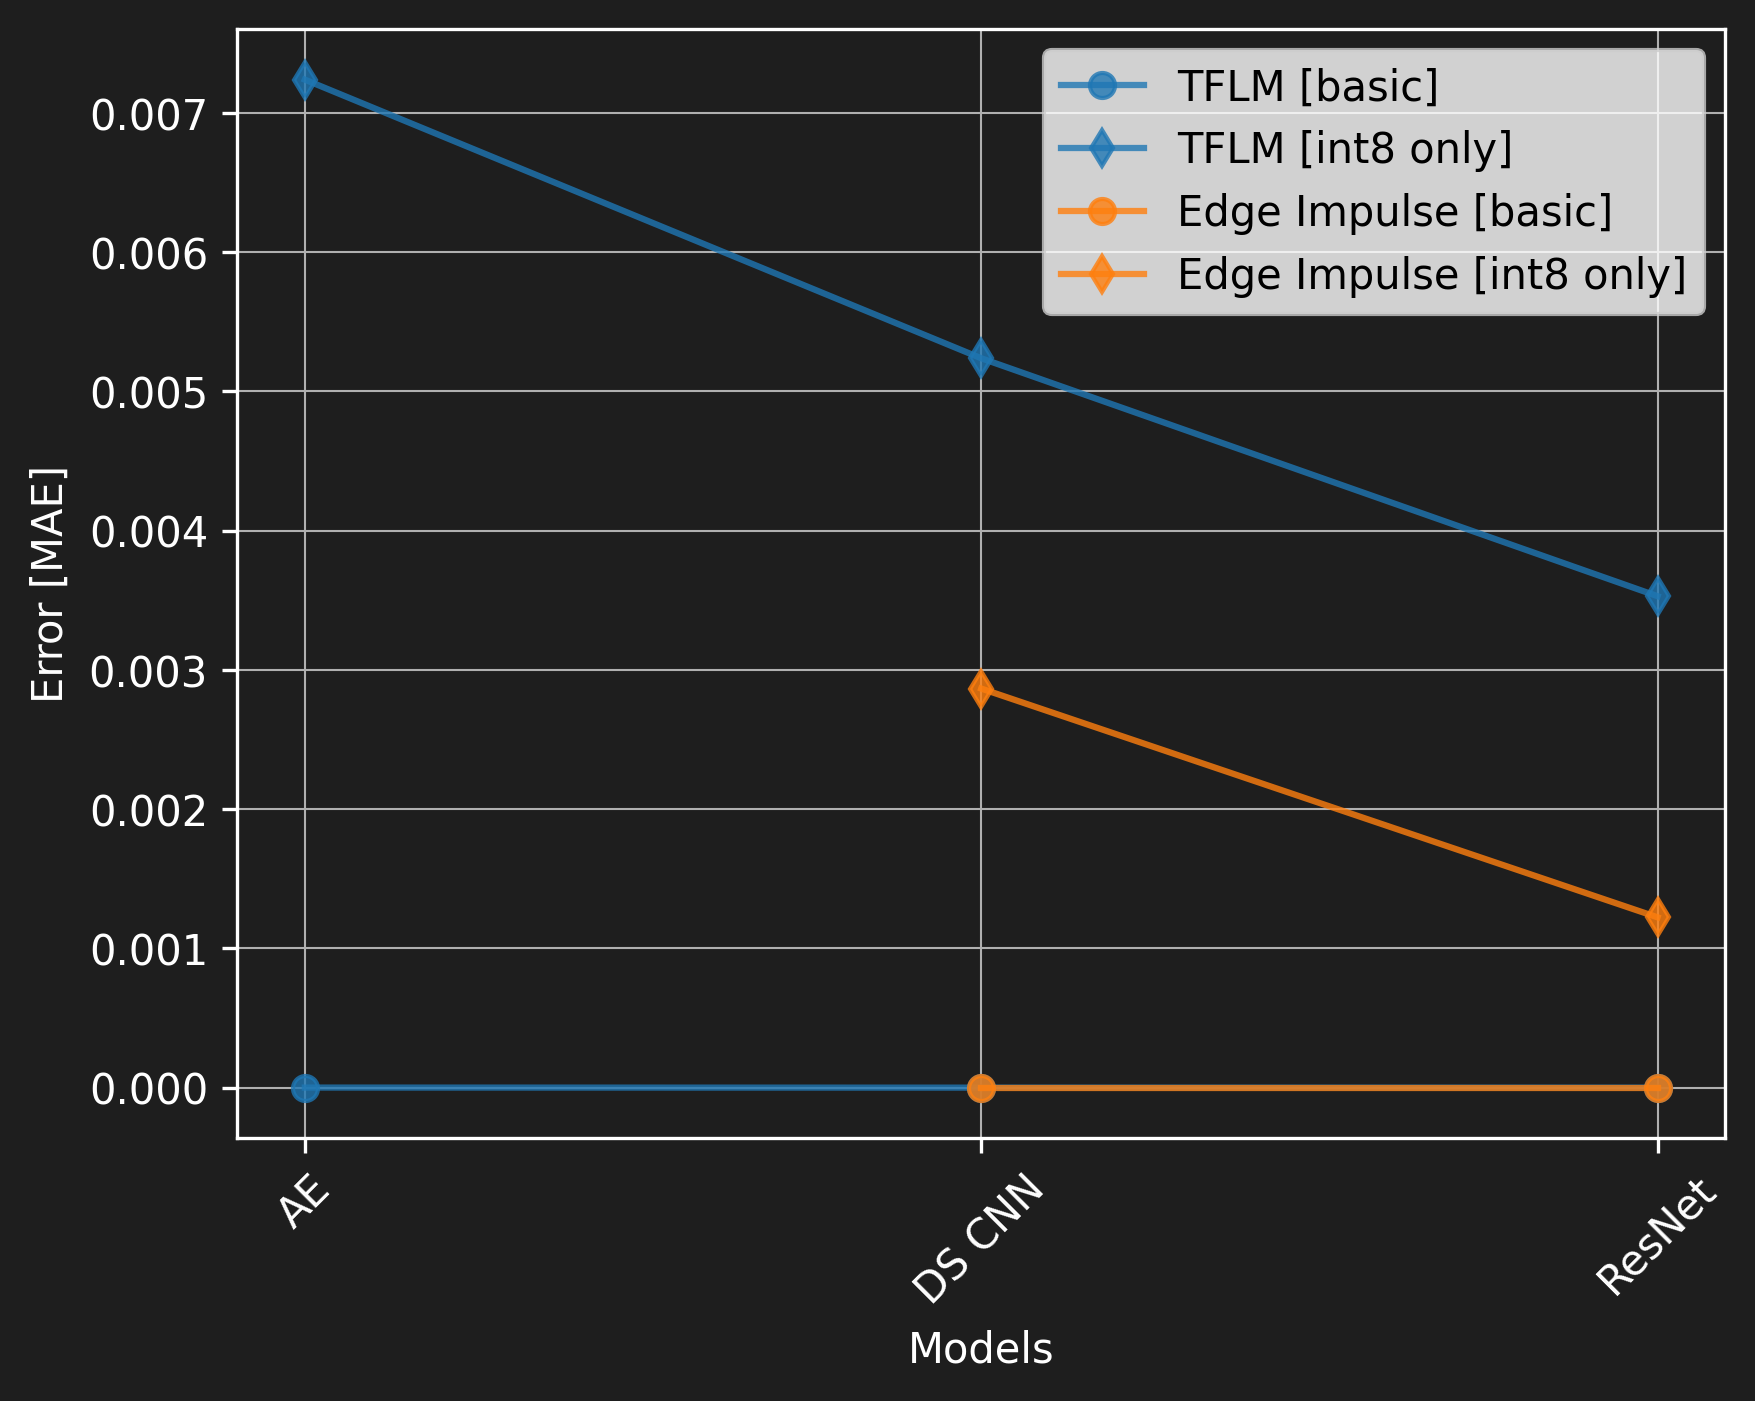 TFLM [basic]
TFLM [int8 only]
Edge Impulse [basic]
Edge Impulse [int8 only]
0.007
0.006
0.005
0.004
0.003
0.002
0.001
0.000
Error [MAE]
AE
DS CNN
ResNet
Models